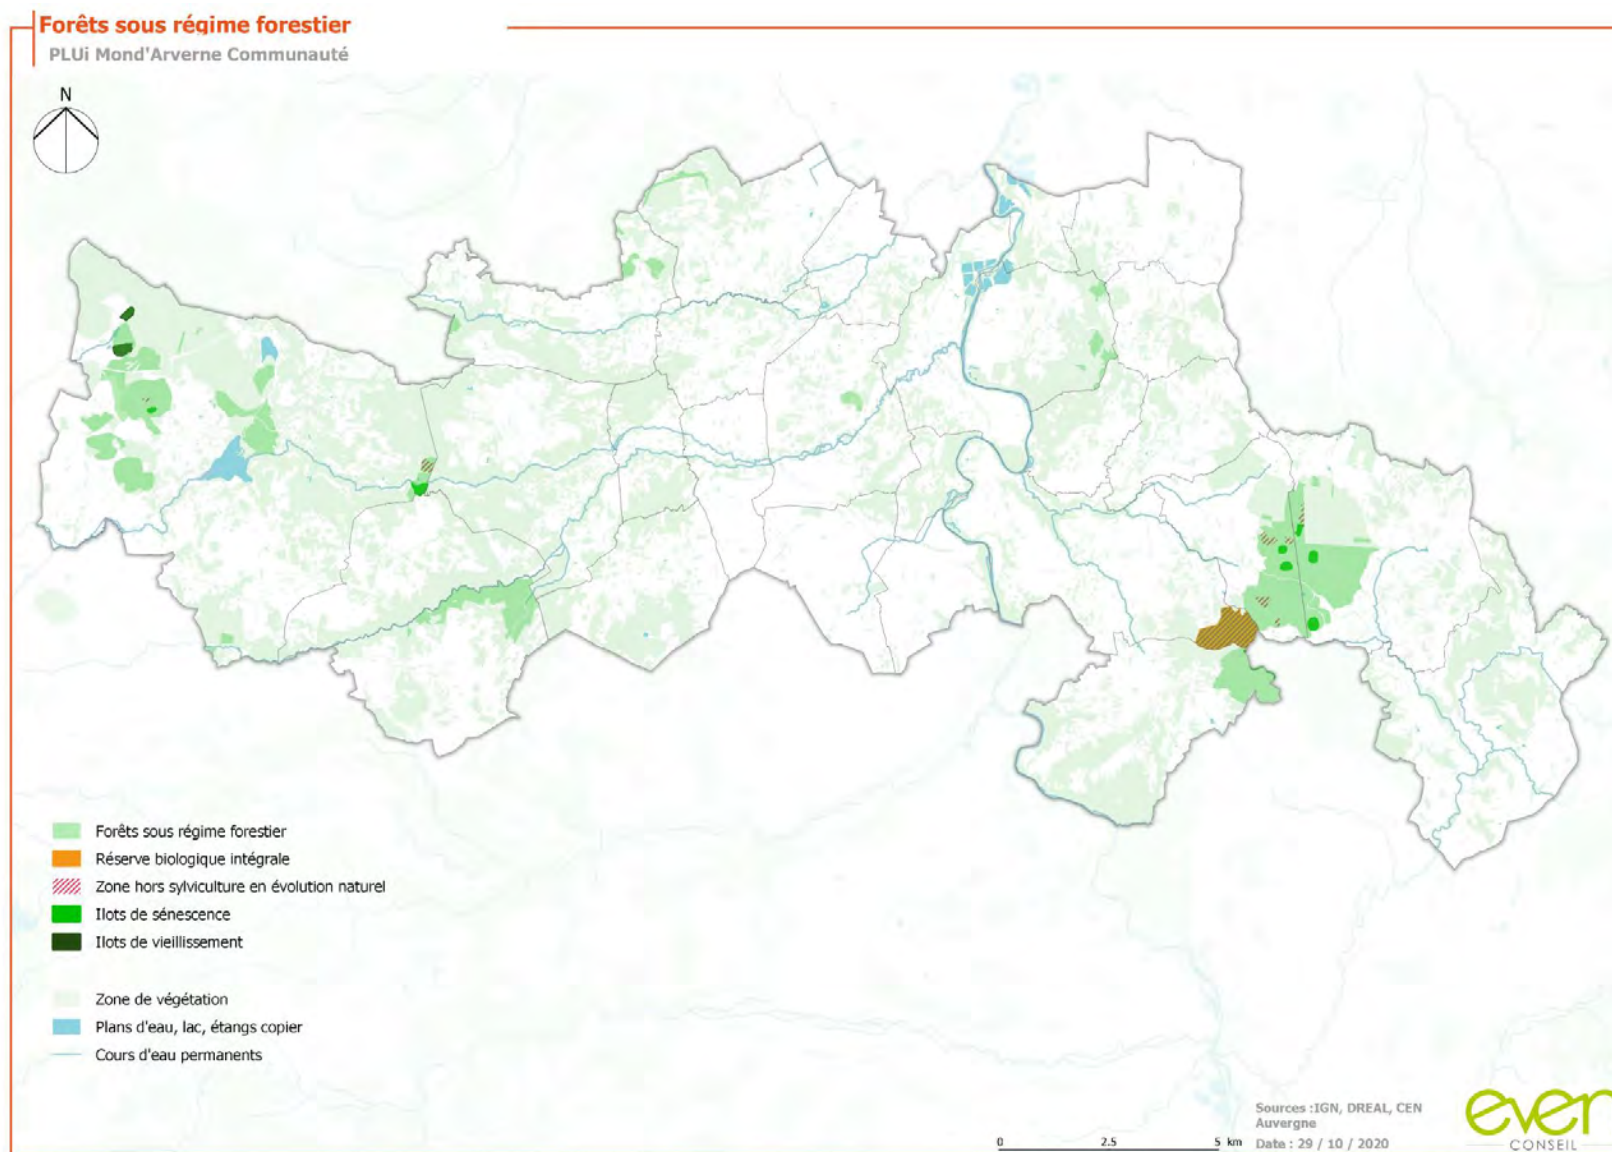 Forêts sous régime forestier
PLUi Mond'Arverne Communauté
N
Forêts sous régime forestier
Réserve biologique intégrale
Zone hors sylviculture en évolution naturel
Ilots de sénescence
Ilots de vieillissement
Zone de végétation
Plans d'eau, lac, étangs copier
Cours d'eau permanents
Sources :IGN, DREAL, CEN
Auvergne
Date : 29 / 10 / 2020
0 2.5 5 km
even
CONSEIL